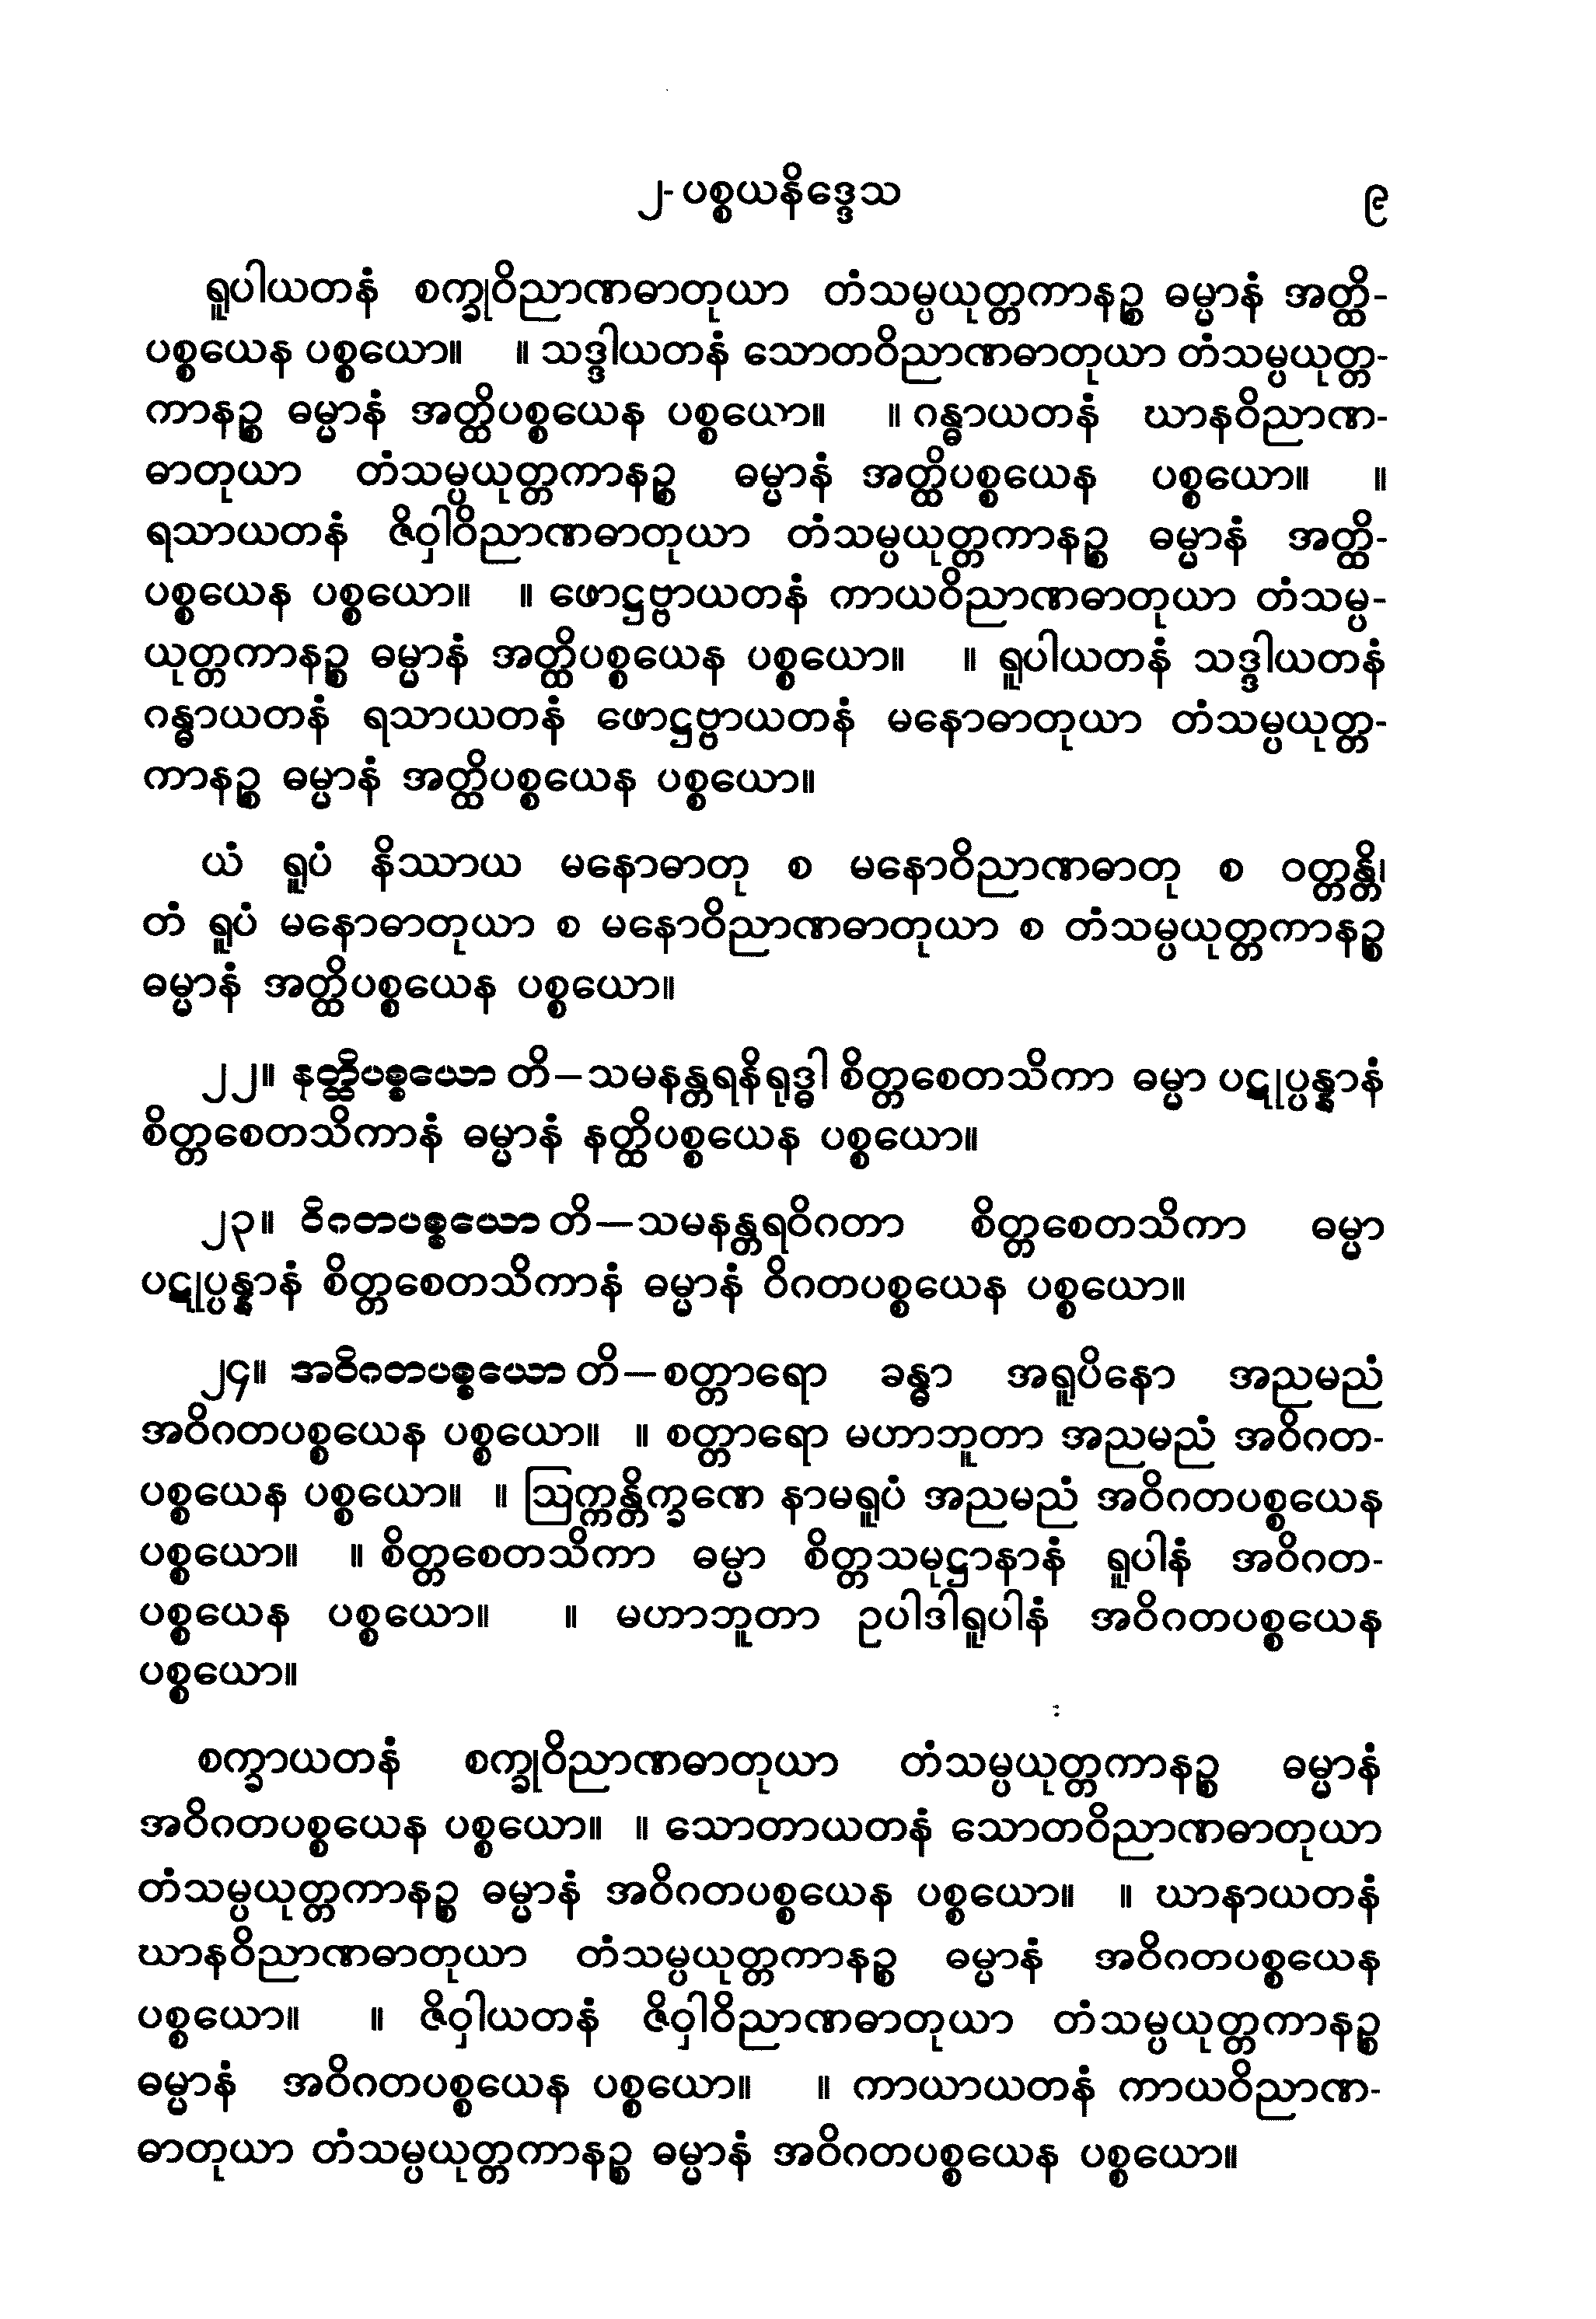 ၂- ပစ္စယနိဒ္ဒေသ ၉
ရူပါယတနံ စက္ခုဝိညာဏဓာတုယာ တံသမ္ပယုတ္တကာနဉ္စ ဓမ္မာနံ အတ္ထိ-
ပစ္စယေန ပစ္စယော။ ။ သဒ္ဒါယတနံ သောတဝိညာဏဓာတုယာ တံသမ္ပယုတ္တ-
ကာနဉ္စ ဓမ္မာနံ အတ္ထိပစ္စယေန ပစ္စယော။ ။ ဂန္ဓာယတနံ ဃာနဝိညာဏ-
ဓာတုယာ တံသမ္ပယုတ္တကာနဉ္စ ဓမ္မာနံ အတ္ထိပစ္စယေန ပစ္စယော။ ။
ရသာယတနံ ဇိဝှါဝိညာဏဓာတုယာ တံသမ္ပယုတ္တကာနဉ္စ ဓမ္မာနံ အတ္ထိ-
ပစ္စယေန ပစ္စယော။ ။ ဖောဋ္ဌဗ္ဗာယတနံ ကာယဝိညာဏဓာတုယာ တံသမ္ပ-
ယုတ္တကာနဉ္စ ဓမ္မာနံ အတ္ထိပစ္စယေန ပစ္စယော။ ။ ရူပါယတနံ သဒ္ဒါယတနံ
ဂန္ဓာယတနံ ရသာယတနံ ဖောဋ္ဌဗ္ဗာယတနံ မနောဓာတုယာ တံသမ္ပယုတ္တ-
ကာနဉ္စ ဓမ္မာနံ အတ္ထိပစ္စယေန ပစ္စယော။
ယံ ရူပံ နိဿာယ မနောဓာတု စ မနောဝိညာဏဓာတု စ ဝတ္တန္တိ၊
တံ ရူပံ မနောဓာတုယာ စ မနောဝိညာဏဓာတုယာ စ တံသမ္ပယုတ္တကာနဉ္စ
ဓမ္မာနံ အတ္ထိပစ္စယေန ပစ္စယော။
၂၂။ နတ္ထိပစ္စယော တိ—သမနန္တရနိရုဒ္ဓါ စိတ္တစေတသိကာ ဓမ္မာ ပဋုပ္ပန္နာနံ
စိတ္တစေတသိကာနံ ဓမ္မာနံ နတ္ထိပစ္စယေန ပစ္စယော။
၂၃။ ဝိဂတပစ္စယော တိ—သမနန္တရဝိဂတာ စိတ္တစေတသိကာ ဓမ္မာ
ပဋုပ္ပန္နာနံ စိတ္တစေတသိကာနံ ဓမ္မာနံ ဝိဂတပစ္စယေန ပစ္စယော။
၂၄။ အဝိဂတပစ္စယော တိ—စတ္တာရော ခန္ဓာ အရူပိနော အညမညံ
အဝိဂတပစ္စယေန ပစ္စယော။ ။ စတ္တာရော မဟာဘူတာ အညမညံ အဝိဂတ-
ပစ္စယေန ပစ္စယော။ ။ ဩက္ကန္တိက္ခဏေ နာမရူပံ အညမညံ အဝိဂတပစ္စယေန
ပစ္စယော။ ။ စိတ္တစေတသိကာ ဓမ္မာ စိတ္တသမုဋ္ဌာနာနံ ရူပါနံ အဝိဂတ-
ပစ္စယေန ပစ္စယော။ ။ မဟာဘူတာ ဥပါဒါရူပါနံ အဝိဂတပစ္စယေန
ပစ္စယော။
စက္ခာယတနံ စက္ခုဝိညာဏဓာတုယာ တံသမ္ပယုတ္တကာနဉ္စ ဓမ္မာနံ
အဝိဂတပစ္စယေန ပစ္စယော။ ။ သောတာယတနံ သောတဝိညာဏဓာတုယာ
တံသမ္ပယုတ္တကာနဉ္စ ဓမ္မာနံ အဝိဂတပစ္စယေန ပစ္စယော။ ။ ဃာနာယတနံ
ဃာနဝိညာဏဓာတုယာ တံသမ္ပယုတ္တကာနဉ္စ ဓမ္မာနံ အဝိဂတပစ္စယေန
ပစ္စယော။ ။ ဇိဝှါယတနံ ဇိဝှါဝိညာဏဓာတုယာ တံသမ္ပယုတ္တကာနဉ္စ
ဓမ္မာနံ အဝိဂတပစ္စယေန ပစ္စယော။ ။ ကာယာယတနံ ကာယဝိညာဏ-
ဓာတုယာ တံသမ္ပယုတ္တကာနဉ္စ ဓမ္မာနံ အဝိဂတပစ္စယေန ပစ္စယော။